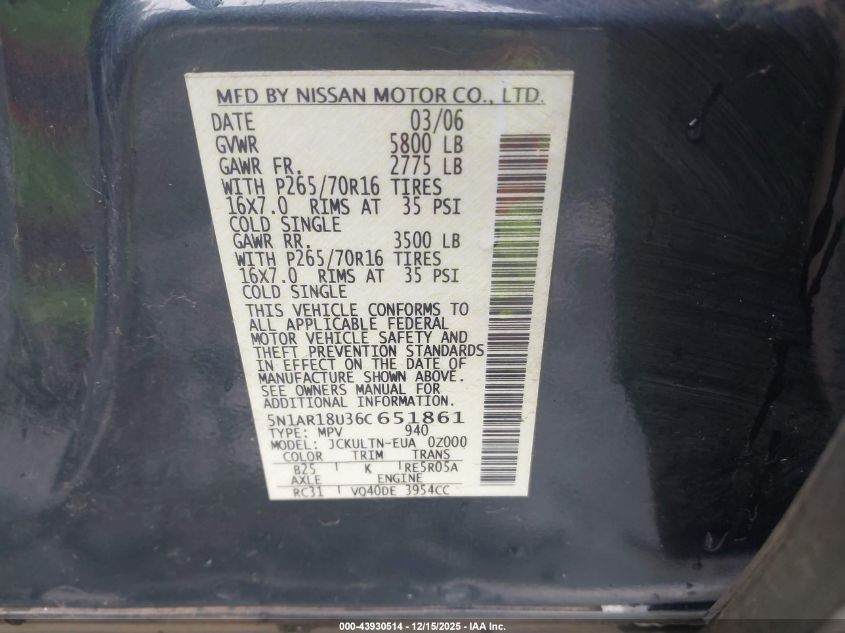 MFD BY NISSAN MOTOR CO., LTD.
DATE 03/06
GVWR 5800 LB
GAWR FR. 2775 LB
WITH P265/70R16 TIRES
16X7.0 RIMS AT 35 PSI
COLD SINGLE
GAWR RR. 3500 LB
WITH P265/70R16 TIRES
16X7.0 RIMS AT 35 PSI
COLD SINGLE
THIS VEHICLE CONFORMS TO
ALL APPLICABLE FEDERAL
MOTOR VEHICLE SAFETY AND
THEFT PREVENTION STANDARDS
IN EFFECT ON THE DATE OF
MANUFACTURE SHOWN ABOVE.
SEE OWNERS MANUAL FOR
ADDITIONAL INFORMATION.
5N1AR18U36C651861
TYPE: MPV 940
MODEL: JCKULTN-EUA 0Z000
COLOR TRIM TRANS
B25 K RE5R05A
AXLE ENGINE
RC31 VQ40DE 3954CC
000-43930514 - 12/15/2025 - IAA Inc.